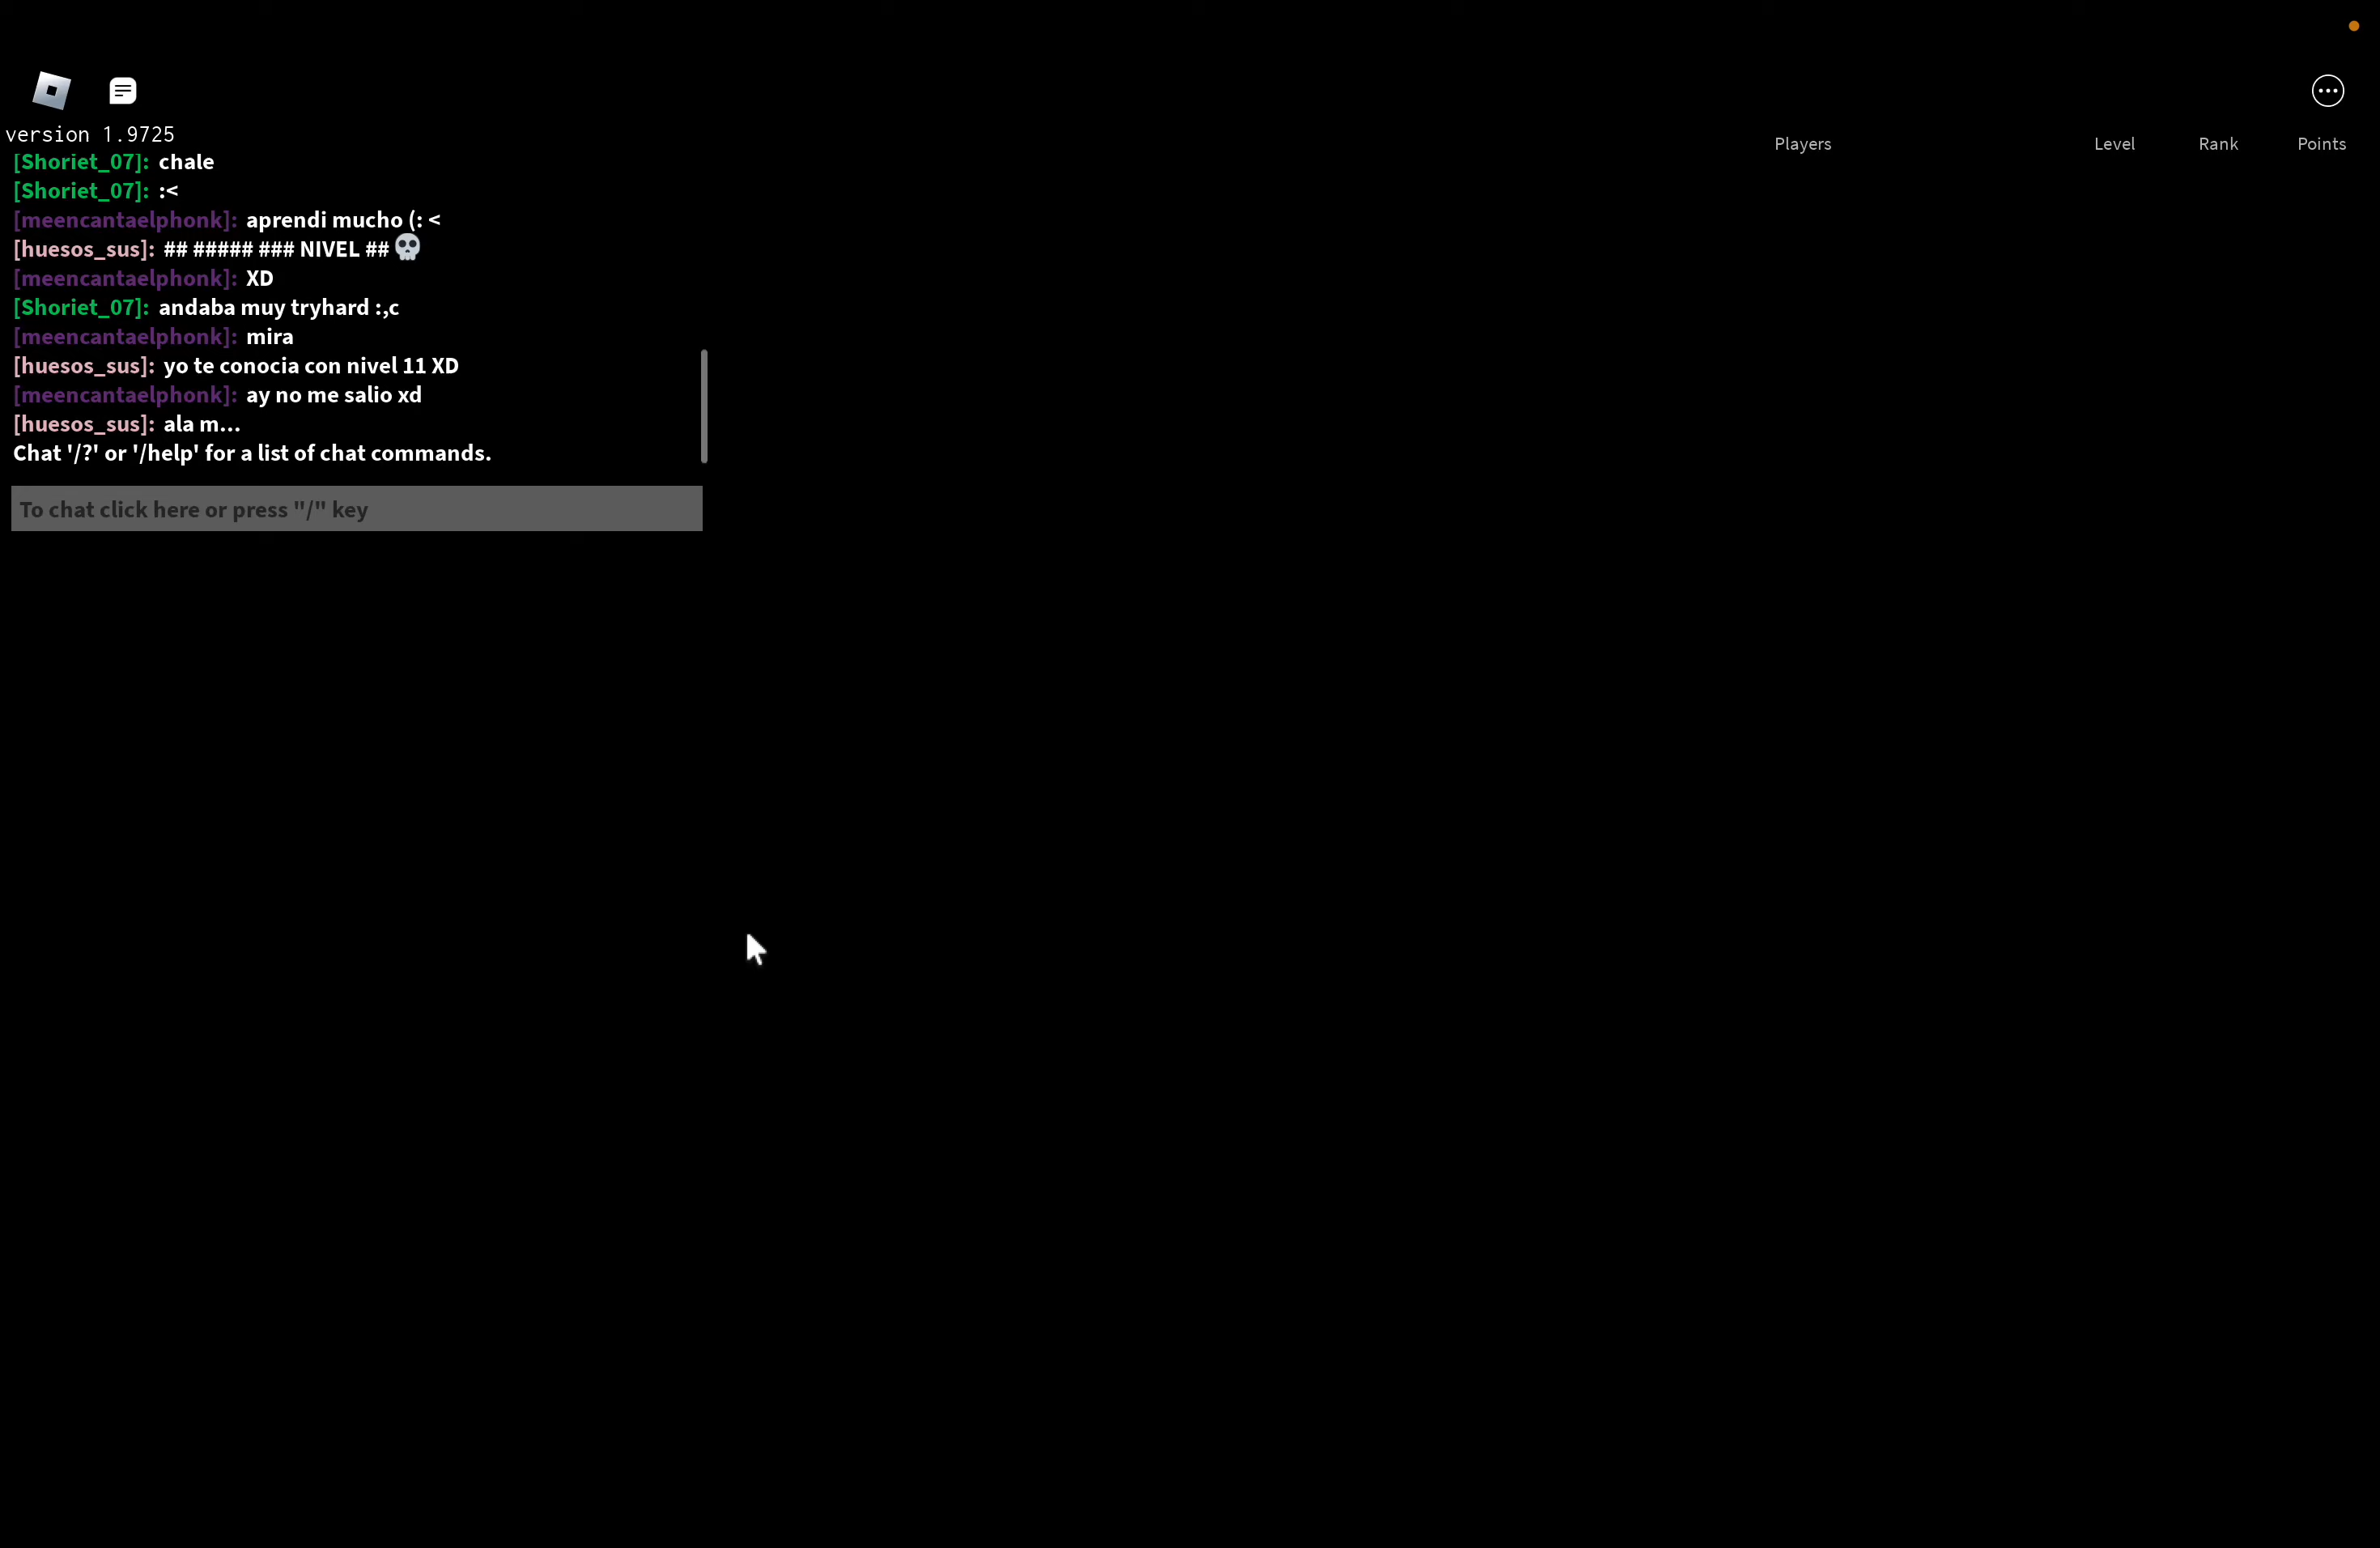 version 1.9725
Players Level Rank Points
[Shoriet_07]: chale
[Shoriet_07]: :<
[meencantaelphonk]: aprendi mucho (: <
[huesos_sus]: ## ##### ### NIVEL ## 💀
[meencantaelphonk]: XD
[Shoriet_07]: andaba muy tryhard :,c
[meencantaelphonk]: mira
[huesos_sus]: yo te conocia con nivel 11 XD
[meencantaelphonk]: ay no me salio xd
[huesos_sus]: ala m...
Chat '/?' or '/help' for a list of chat commands.
To chat click here or press "/" key